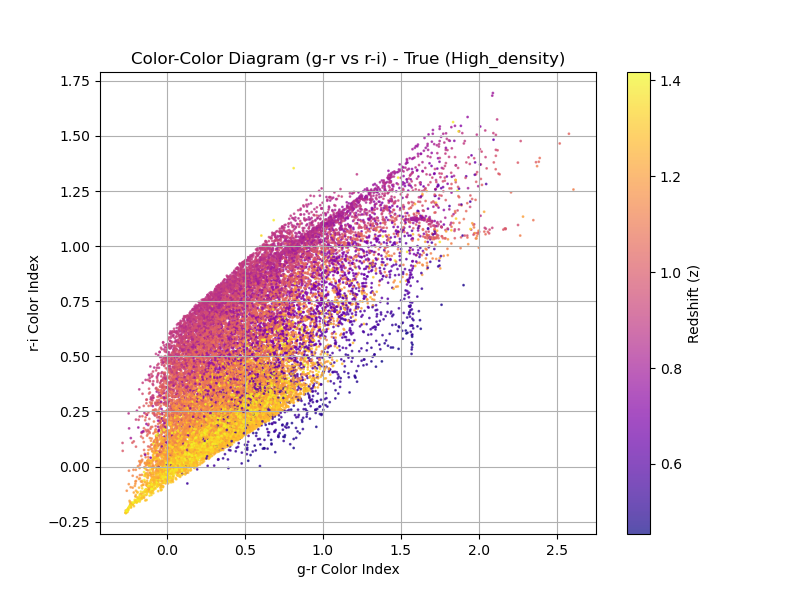 Color-Color Diagram (g-r vs r-i) - True (High_density)
1.75
1.50
1.25
1.00
0.75
0.50
0.25
0.00
−0.25
r-i Color Index
0.0 0.5 1.0 1.5 2.0 2.5
g-r Color Index
1.4
1.2
1.0
0.8
0.6
Redshift (z)